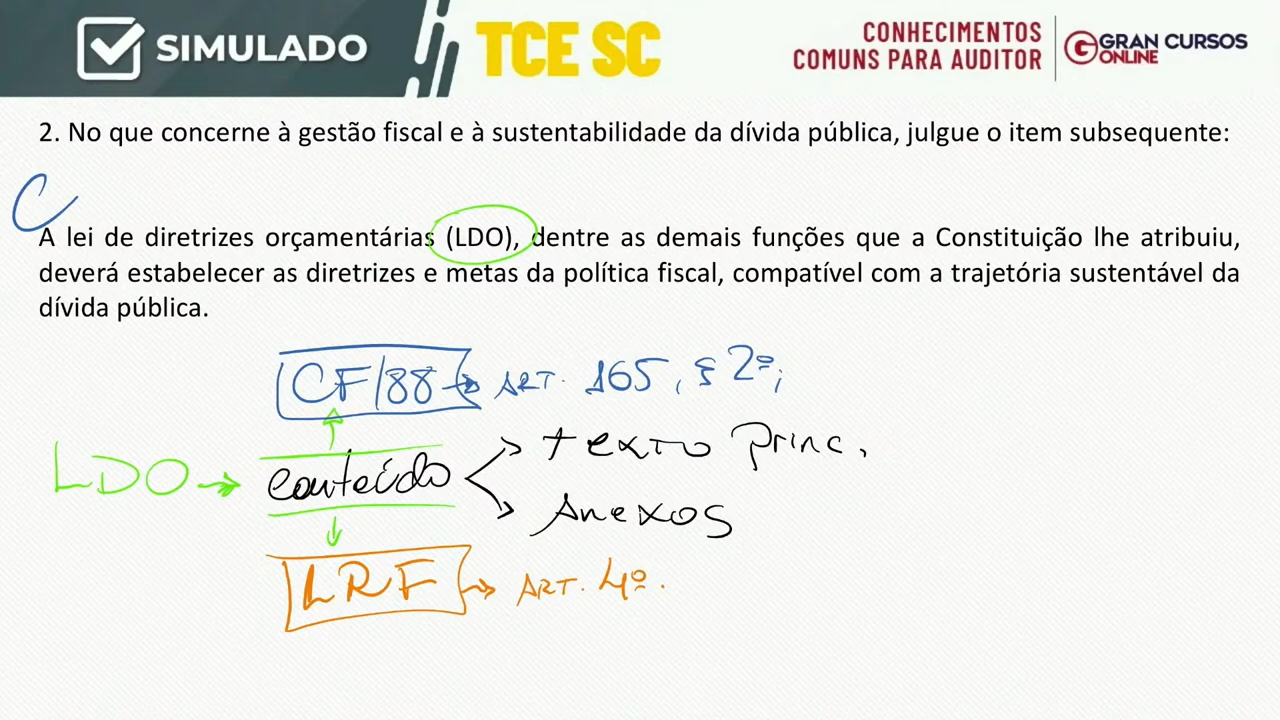 SIMULADO
TCE SC
CONHECIMENTOS
COMUNS PARA AUDITOR
GRAN CURSOS
ONLINE
2. No que concerne à gestão fiscal e à sustentabilidade da dívida pública, julgue o item subsequente:
C
A lei de diretrizes orçamentárias (LDO), dentre as demais funções que a Constituição lhe atribuiu,
deverá estabelecer as diretrizes e metas da política fiscal, compatível com a trajetória sustentável da
dívida pública.
CF/88 → ART. 165, § 2º;
texto princ.
LDO → conteúdo
Anexos
LRF → ART. 4º.